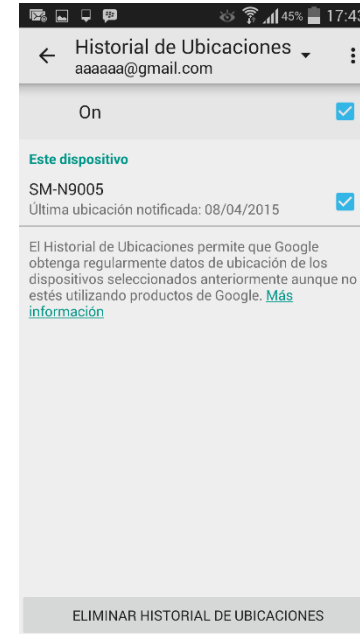 45% 17:43
Historial de Ubicaciones
aaaaaa@gmail.com
On
Este dispositivo
SM-N9005
Última ubicación notificada: 08/04/2015
El Historial de Ubicaciones permite que Google
obtenga regularmente datos de ubicación de los
dispositivos seleccionados anteriormente aunque no
estés utilizando productos de Google. Más
información
ELIMINAR HISTORIAL DE UBICACIONES